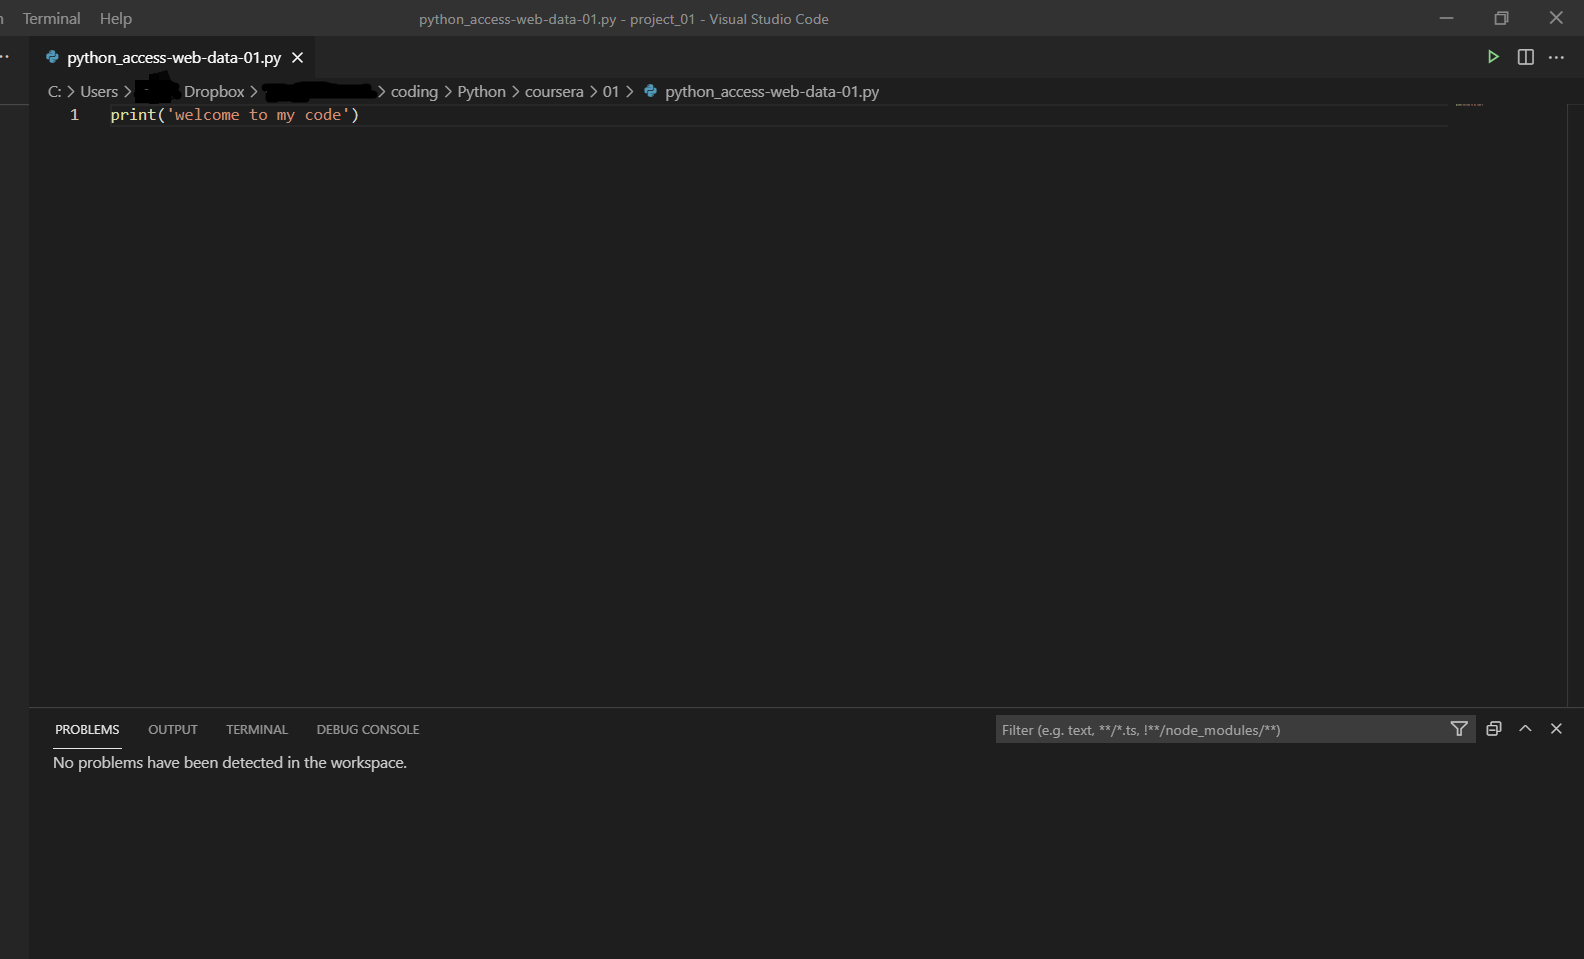 Terminal Help python_access-web-data-01.py - project_01 - Visual Studio Code
python_access-web-data-01.py
C: > Users > Dropbox > > coding > Python > coursera > 01 > python_access-web-data-01.py
1 print('welcome to my code')
PROBLEMS OUTPUT TERMINAL DEBUG CONSOLE Filter (e.g. text, **/*.ts, !**/node_modules/**)
No problems have been detected in the workspace.